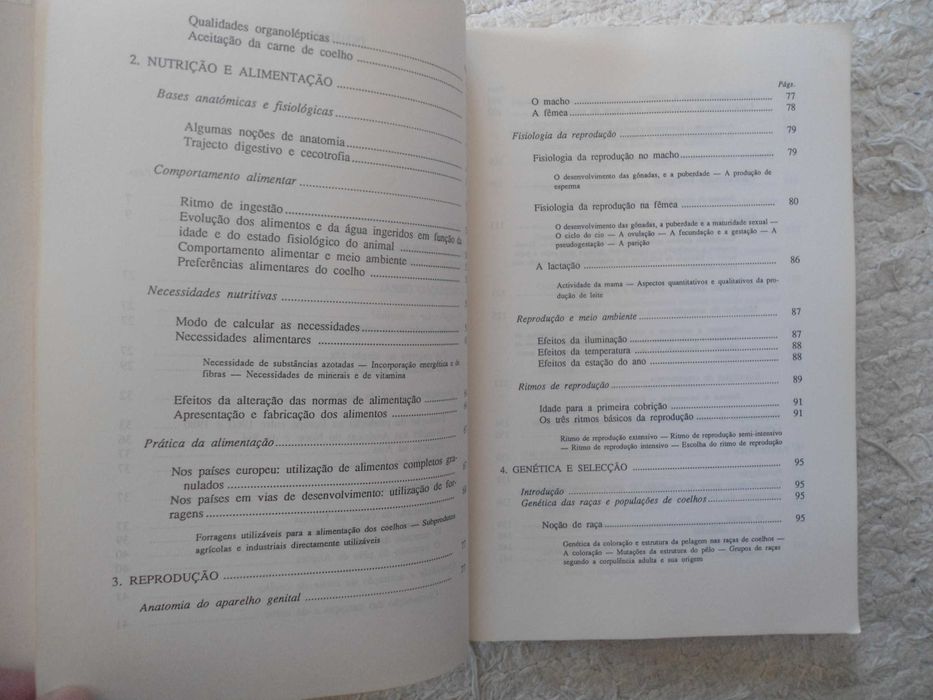 Qualidades organolépticas
Aceitação da carne de coelho
2. NUTRIÇÃO E ALIMENTAÇÃO
Bases anatómicas e fisiológicas
Algumas noções de anatomia
Trajecto digestivo e cecotrofia
Comportamento alimentar
Ritmo de ingestão
Evolução dos alimentos e da água ingeridos em função da
idade e do estado fisiológico do animal
Comportamento alimentar e meio ambiente
Preferências alimentares do coelho
Necessidades nutritivas
Modo de calcular as necessidades
Necessidades alimentares
Necessidade de substâncias azotadas — Incorporação energética e de
fibras — Necessidades de minerais e de vitamina
Efeitos da alteração das normas de alimentação
Apresentação e fabricação dos alimentos
Prática da alimentação
Nos países europeu: utilização de alimentos completos gra-
nulados
Nos países em vias de desenvolvimento: utilização de for-
ragens
Forragens utilizáveis para a alimentação dos coelhos — Subprodutos
agrícolas e industriais directamente utilizáveis
3. REPRODUÇÃO
Anatomia do aparelho genital
Págs.
O macho 77
A fêmea 78
Fisiologia da reprodução 79
Fisiologia da reprodução no macho 79
O desenvolvimento das gônadas, e a puberdade — A produção de
esperma
Fisiologia da reprodução na fêmea 80
O desenvolvimento das gônadas, a puberdade e a maturidade sexual —
O ciclo do cio — A ovulação — A fecundação e a gestação — A
pseudogestação — A parição
A lactação 86
Actividade da mama — Aspectos quantitativos e qualitativos da pro-
dução de leite
Reprodução e meio ambiente 87
Efeitos da iluminação 87
Efeitos da temperatura 88
Efeitos da estação do ano 88
Ritmos de reprodução 89
Idade para a primeira cobrição 91
Os três ritmos básicos da reprodução 91
Ritmo de reprodução extensivo — Ritmo de reprodução semi-intensivo
— Ritmo de reprodução intensivo — Escolha do ritmo de reprodução
4. GENÉTICA E SELECÇÃO 95
Introdução 95
Genética das raças e populações de coelhos 95
Noção de raça 95
Genética da coloração e estrutura da pelagem nas raças de coelhos —
A coloração — Mutações da estrutura do pêlo — Grupos de raças
segundo a corpulência adulta e sua origem